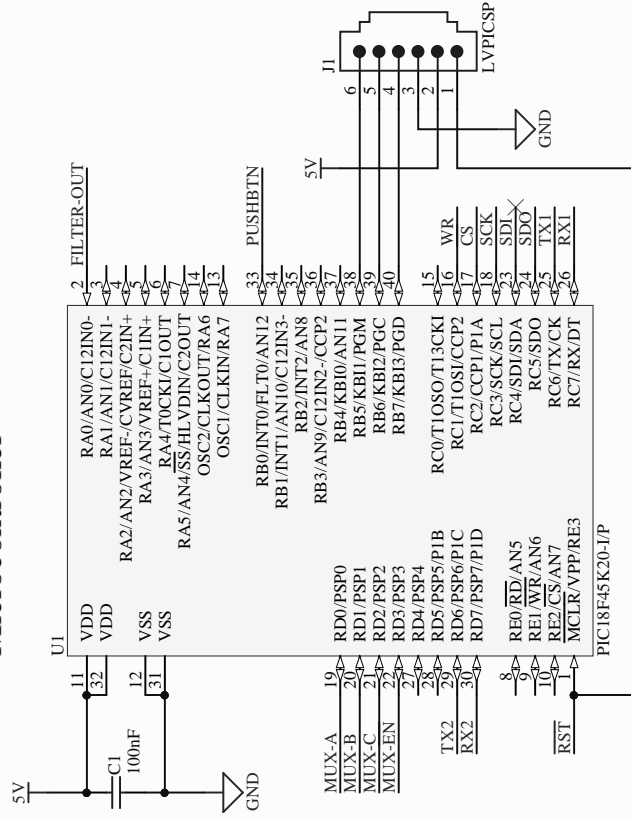 5V
C1
100nF
GND
U1
11
VDD
32
VDD
12
VSS
31
VSS
MUX-A
19
RD0/PSP0
MUX-B
20
RD1/PSP1
MUX-C
21
RD2/PSP2
MUX-EN
22
RD3/PSP3
27
RD4/PSP4
28
RD5/PSP5/P1B
TX2
29
RD6/PSP6/P1C
RX2
30
RD7/PSP7/P1D
8
RE0/RD/AN5
9
RE1/WR/AN6
10
RE2/CS/AN7
RST
1
MCLR/VPP/RE3
PIC18F45K20-I/P
RA0/AN0/C12IN0-
2
FILTER-OUT
RA1/AN1/C12IN1-
3
RA2/AN2/VREF-/CVREF/C2IN+
4
RA3/AN3/VREF+/C1IN+
5
RA4/T0CKI/C1OUT
6
RA5/AN4/SS/HLVDIN/C2OUT
7
OSC2/CLKOUT/RA6
14
OSC1/CLKIN/RA7
13
RB0/INT0/FLT0/AN12
33
PUSHBTN
RB1/INT1/AN10/C12IN3-
34
RB2/INT2/AN8
35
RB3/AN9/C12IN2-/CCP2
36
RB4/KBI0/AN11
37
RB5/KBI1/PGM
38
RB6/KBI2/PGC
39
RB7/KBI3/PGD
40
RC0/T1OSO/T13CKI
15
RC1/T1OSI/CCP2
16
WR
RC2/CCP1/P1A
17
CS
RC3/SCK/SCL
18
SCK
RC4/SDI/SDA
23
SDI
RC5/SDO
24
SDO
RC6/TX/CK
25
TX1
RC7/RX/DT
26
RX1
5V
GND
J1
6
5
4
3
2
1
LVPICSP